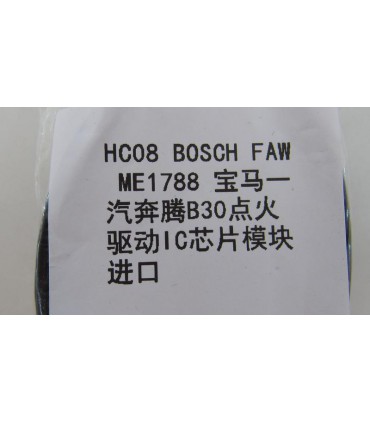 HC08 BOSCH FAW
ME1788 宝马一
汽奔腾B30点火
驱动IC芯片模块
进口